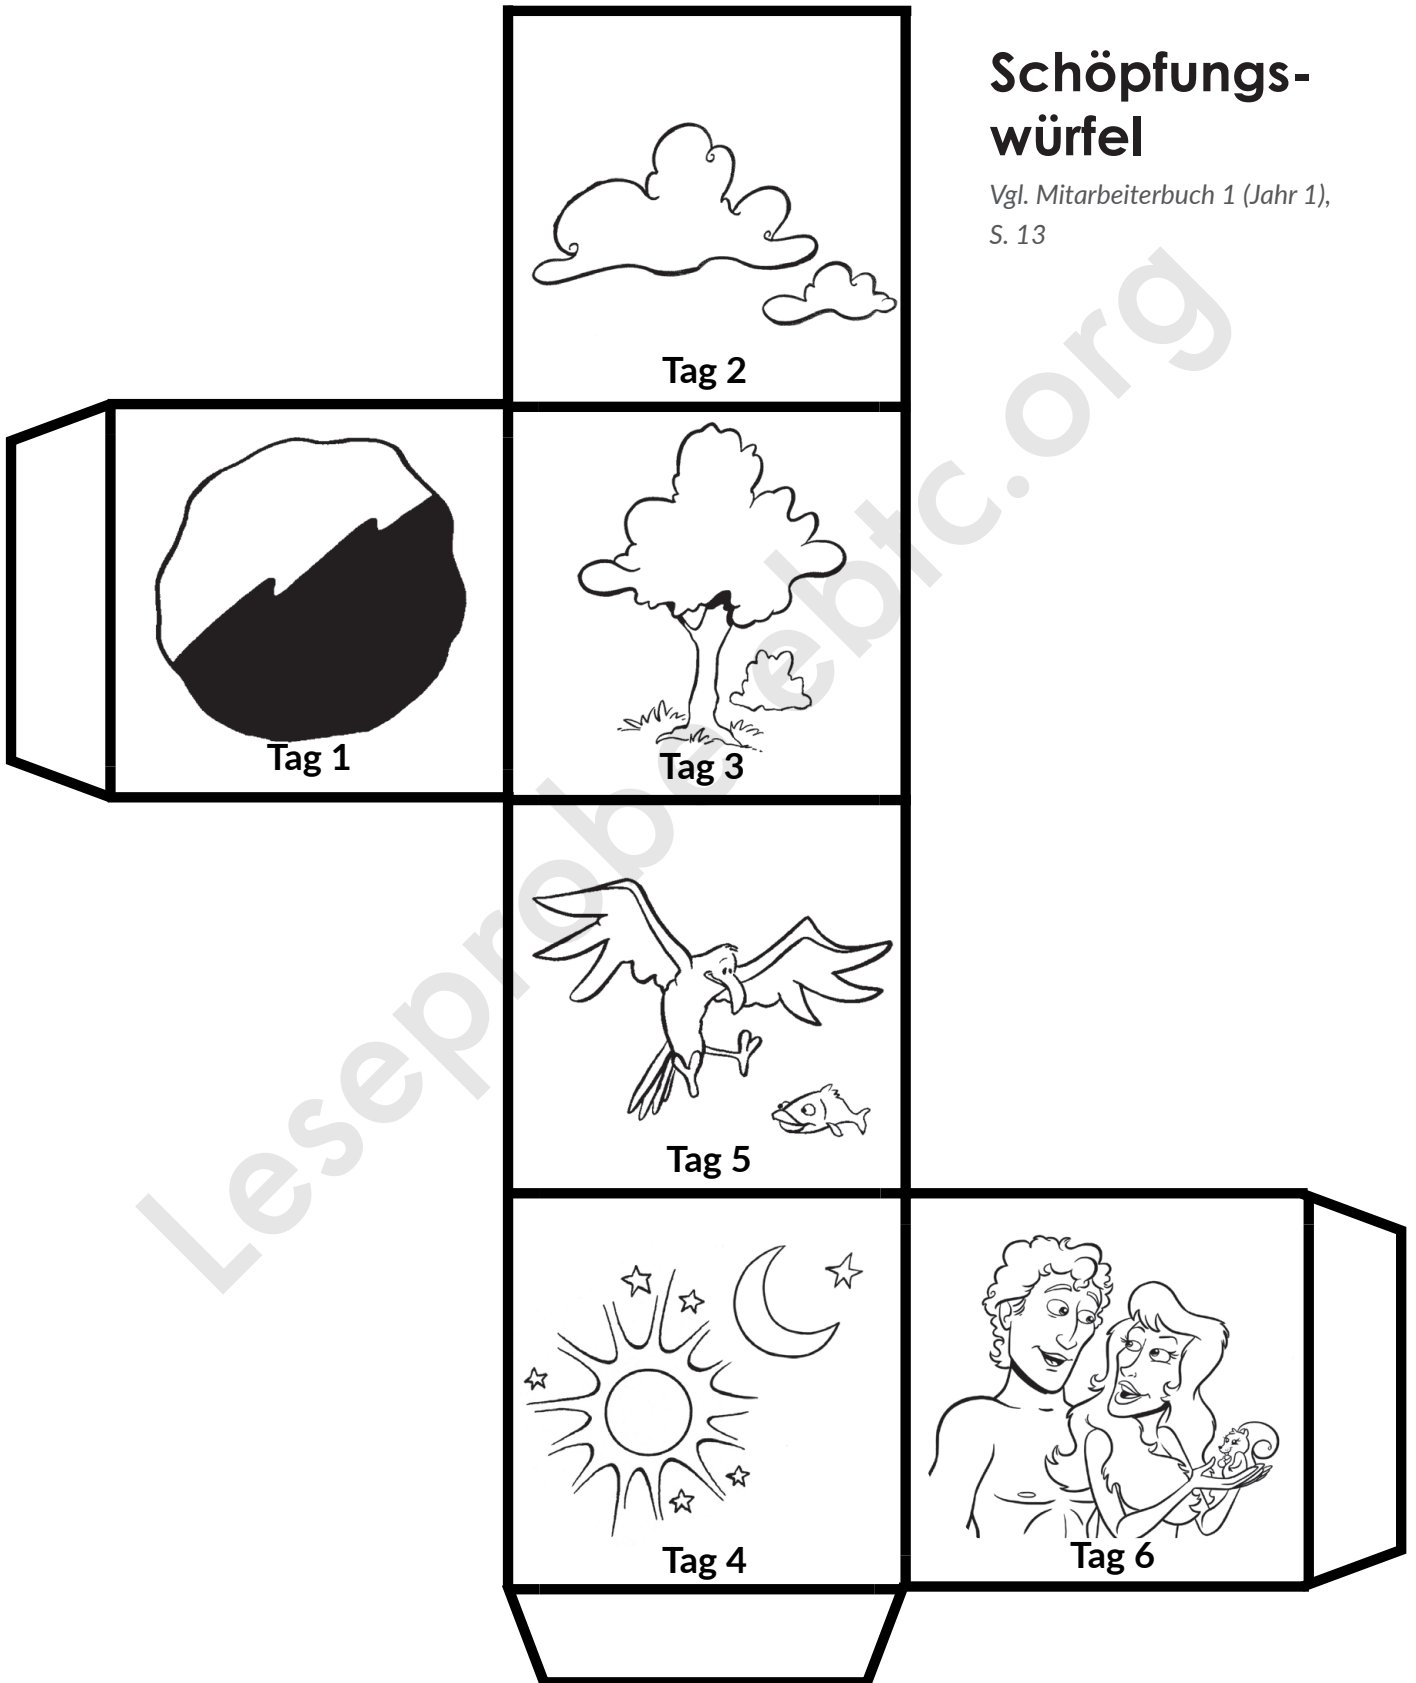 Schöpfungs-
würfel
Vgl. Mitarbeiterbuch 1 (Jahr 1),
S. 13
Tag 2
Tag 1
Tag 3
Tag 5
Tag 4
Tag 6
Leseprobe ebtc.org